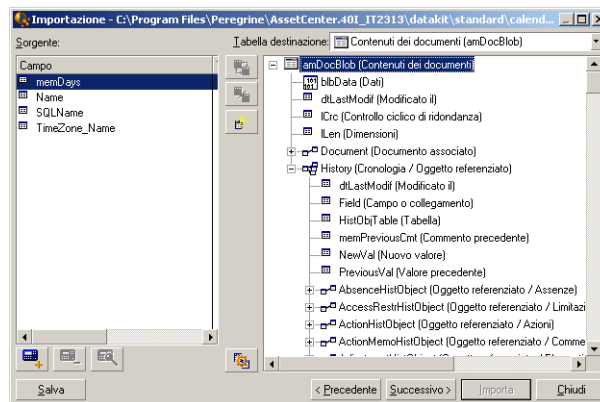 Importazione - C:\Program Files\Peregrine\AssetCenter.40I_IT2313\datakit\standard\calend...
Sorgente:
Tabella destinazione: Contenuti dei documenti (amDocBlob)
Campo
memDays
Name
SQLName
TimeZone_Name
amDocBlob (Contenuti dei documenti)
blbData (Dati)
dtLastModif (Modificato il)
lCrc (Controllo ciclico di ridondanza)
lLen (Dimensioni)
Document (Documento associato)
History (Cronologia / Oggetto referenziato)
dtLastModif (Modificato il)
Field (Campo o collegamento)
HistObjTable (Tabella)
memPreviousCmt (Commento precedente)
NewVal (Nuovo valore)
PreviousVal (Valore precedente)
AbsenceHistObject (Oggetto referenziato / Assenze)
AccessRestrHistObject (Oggetto referenziato / Limitazi
ActionHistObject (Oggetto referenziato / Azioni)
ActionMemoHistObject (Oggetto referenziato / Comme
Salva
< Precedente
Successivo >
Importa
Chiudi